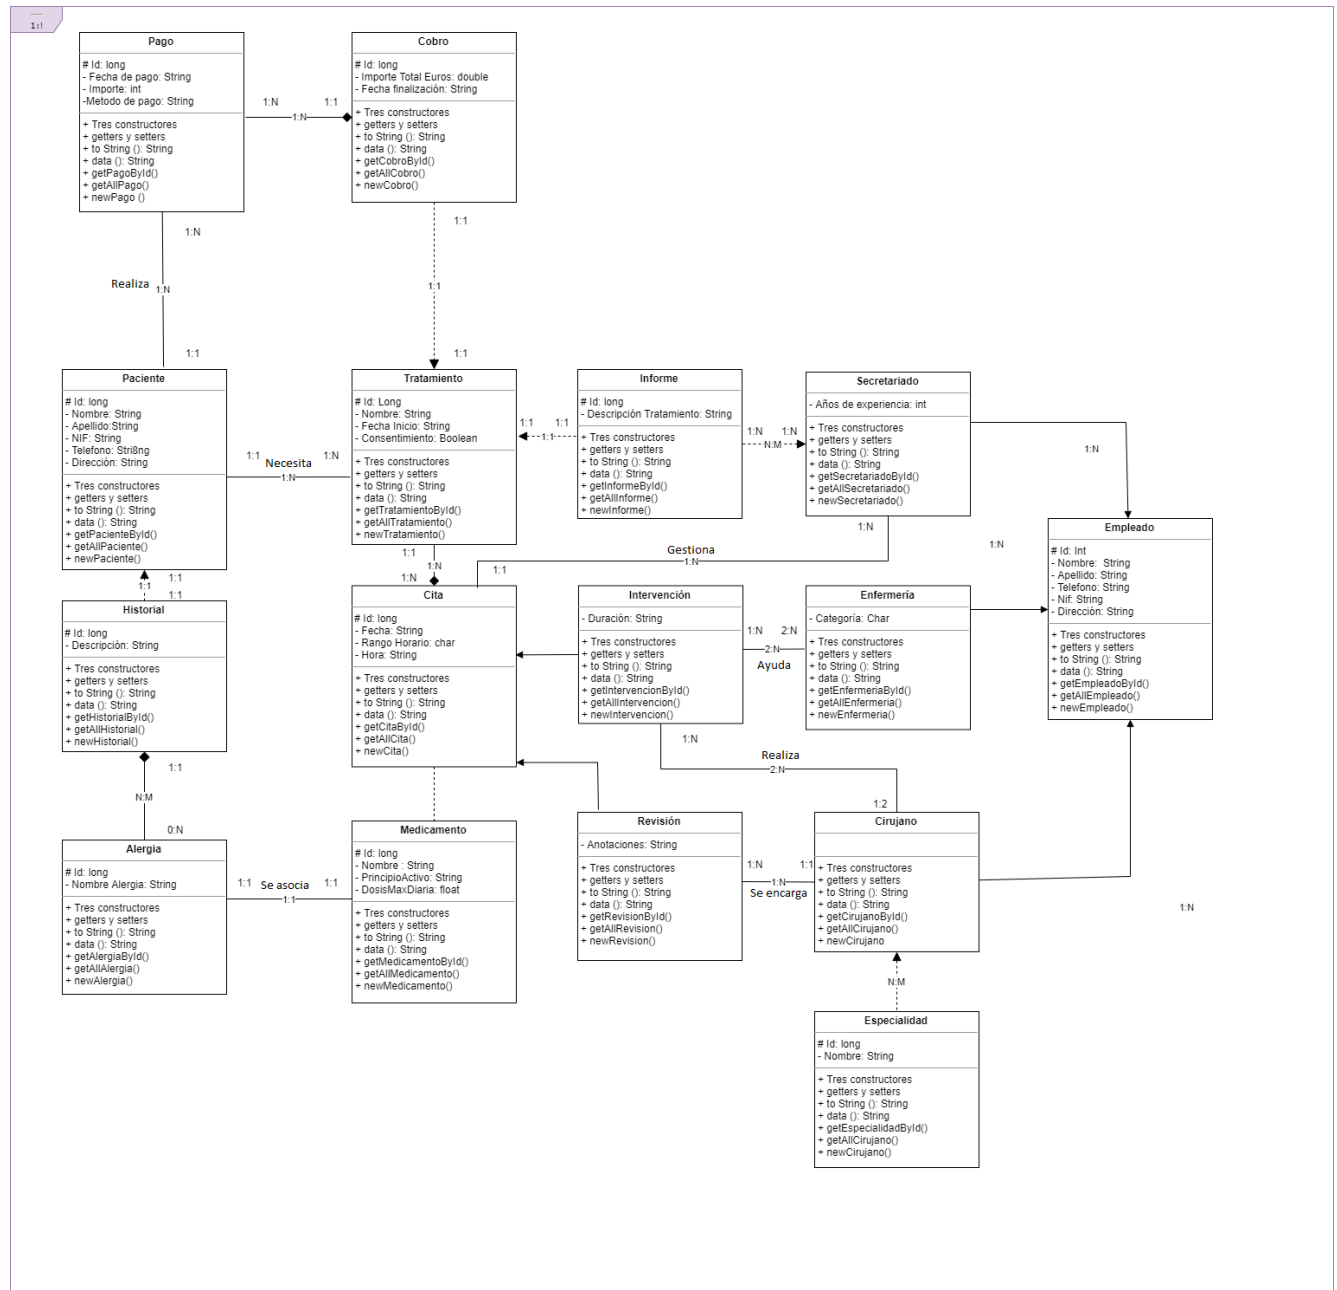 1:!
Pago
# Id: long
- Fecha de pago: String
- Importe: int
-Metodo de pago: String
+ Tres constructores
+ getters y setters
+ to String (): String
+ data (): String
+ getPagoById()
+ getAllPago()
+ newPago ()
1:N
1:1
1:N
Cobro
# Id: long
- Importe Total Euros: double
- Fecha finalización: String
+ Tres constructores
+ getters y setters
+ to String (): String
+ data (): String
+ getCobroById()
+ getAllCobro()
+ newCobro()
1:N
Realiza
1:N
1:1
1:1
1:1
1:1
Paciente
# Id: long
- Nombre: String
- Apellido:String
- NIF: String
- Telefono: Stri8ng
- Dirección: String
+ Tres constructores
+ getters y setters
+ to String (): String
+ data (): String
+ getPacienteById()
+ getAllPaciente()
+ newPaciente()
1:1
Necesita
1:N
1:N
Tratamiento
# Id: Long
- Nombre: String
- Fecha Inicio: String
- Consentimiento: Boolean
+ Tres constructores
+ getters y setters
+ to String (): String
+ data (): String
+ getTratamientoById()
+ getAllTratamiento()
+ newTratamiento()
1:1
1:1
1:1
Informe
# Id: long
- Descripción Tratamiento: String
+ Tres constructores
+ getters y setters
+ to String (): String
+ data (): String
+ getInformeById()
+ getAllInforme()
+ newInforme()
1:N
1:N
N:M
Secretariado
- Años de experiencia: int
+ Tres constructores
+ getters y setters
+ to String (): String
+ data (): String
+ getSecretariadoById()
+ getAllSecretariado()
+ newSecretariado()
1:N
1:N
Empleado
# Id: Int
- Nombre:  String
- Apellido: String
- Telefono: String
- Nif: String
- Dirección: String
+ Tres constructores
+ getters y setters
+ to String (): String
+ data (): String
+ getEmpleadoById()
+ getAllEmpleado()
+ newEmpleado()
1:N
Gestiona
1:N
1:1
1:1
1:N
1:N
1:1
1:1
1:1
Historial
# Id: long
- Descripción: String
+ Tres constructores
+ getters y setters
+ to String (): String
+ data (): String
+ getHistorialById()
+ getAllHistorial()
+ newHistorial()
Cita
# Id: long
- Fecha: String
- Rango Horario: char
- Hora: String
+ Tres constructores
+ getters y setters
+ to String (): String
+ data (): String
+ getCitaById()
+ getAllCita()
+ newCita()
Intervención
- Duración: String
+ Tres constructores
+ getters y setters
+ to String (): String
+ data (): String
+ getIntervencionById()
+ getAllIntervencion()
+ newIntervencion()
1:N
2:N
2:N
Ayuda
Enfermería
- Categoría: Char
+ Tres constructores
+ getters y setters
+ to String (): String
+ data (): String
+ getEnfermeriaById()
+ getAllEnfermeria()
+ newEnfermeria()
1:N
Realiza
2:N
1:2
1:1
N:M
0:N
Alergia
# Id: long
- Nombre Alergia: String
+ Tres constructores
+ getters y setters
+ to String (): String
+ data (): String
+ getAlergiaById()
+ getAllAlergia()
+ newAlergia()
1:1
Se asocia
1:1
1:1
Medicamento
# Id: long
- Nombre : String
- PrincipioActivo: String
- DosisMaxDiaria: float
+ Tres constructores
+ getters y setters
+ to String (): String
+ data (): String
+ getMedicamentoById()
+ getAllMedicamento()
+ newMedicamento()
Revisión
- Anotaciones: String
+ Tres constructores
+ getters y setters
+ to String (): String
+ data (): String
+ getRevisionById()
+ getAllRevision()
+ newRevision()
1:N
1:1
1:N
Se encarga
Cirujano
+ Tres constructores
+ getters y setters
+ to String (): String
+ data (): String
+ getCirujanoById()
+ getAllCirujano()
+ newCirujano
1:N
N:M
Especialidad
# Id: long
- Nombre: String
+ Tres constructores
+ getters y setters
+ to String (): String
+ data (): String
+ getEspecialidadById()
+ getAllCirujano()
+ newCirujano()